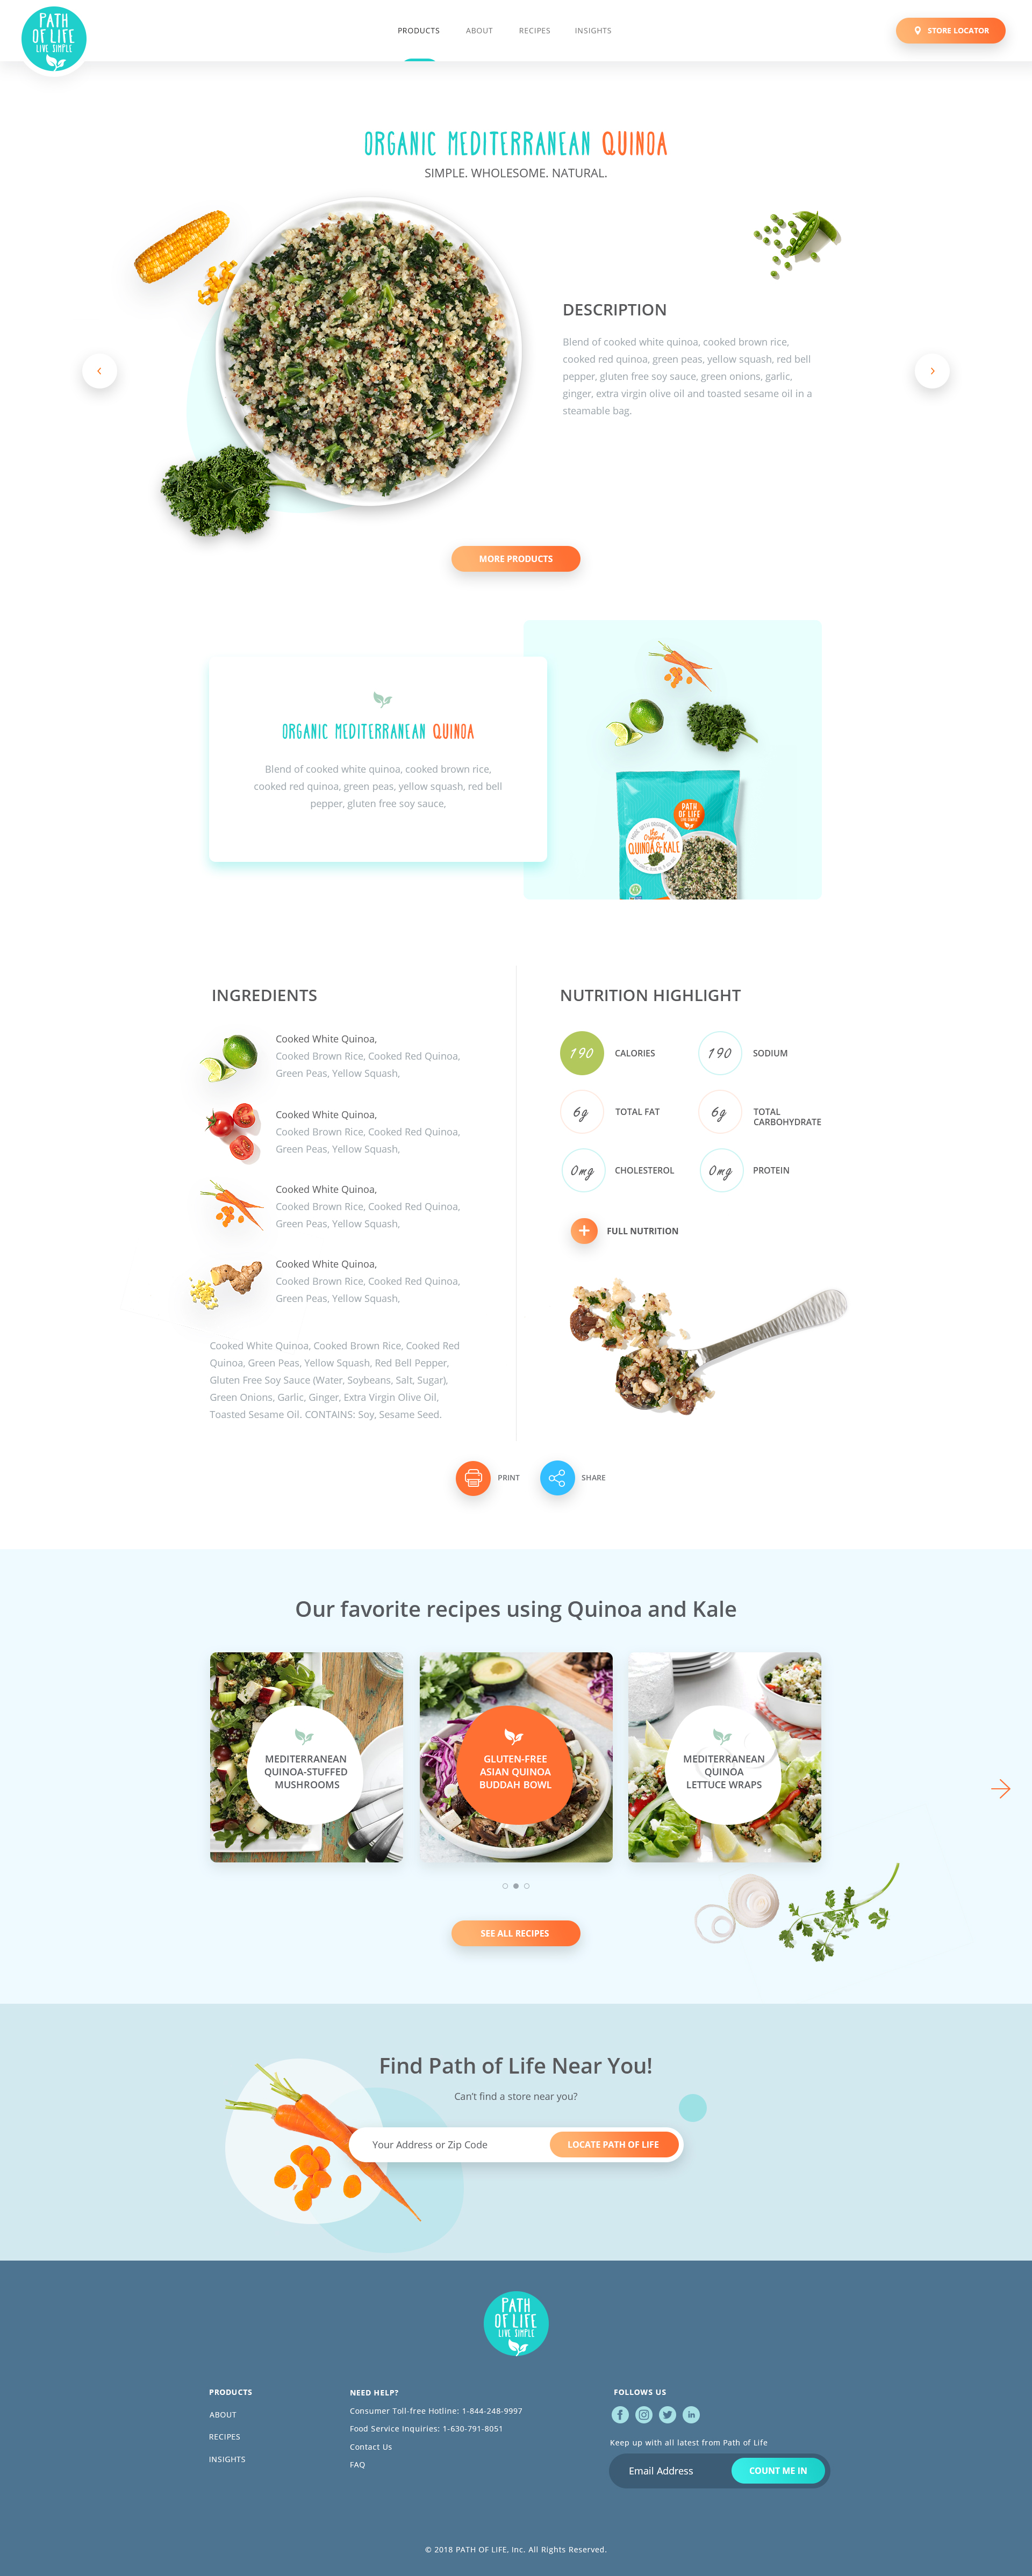 PATH
OF LIFE
LIVE SIMPLE
PRODUCTS
ABOUT
RECIPES
INSIGHTS
STORE LOCATOR
ORGANIC MEDITERRANEAN QUINOA
SIMPLE. WHOLESOME. NATURAL.
DESCRIPTION
Blend of cooked white quinoa, cooked brown rice,
cooked red quinoa, green peas, yellow squash, red bell
pepper, gluten free soy sauce, green onions, garlic,
ginger, extra virgin olive oil and toasted sesame oil in a
steamable bag.
MORE PRODUCTS
ORGANIC MEDITERRANEAN QUINOA
Blend of cooked white quinoa, cooked brown rice,
cooked red quinoa, green peas, yellow squash, red bell
pepper, gluten free soy sauce,
PATH
OF LIFE
LIVE SIMPLE
the
Original
QUINOA & KALE
INGREDIENTS
Cooked White Quinoa,
Cooked Brown Rice, Cooked Red Quinoa,
Green Peas, Yellow Squash,
Cooked White Quinoa,
Cooked Brown Rice, Cooked Red Quinoa,
Green Peas, Yellow Squash,
Cooked White Quinoa,
Cooked Brown Rice, Cooked Red Quinoa,
Green Peas, Yellow Squash,
Cooked White Quinoa,
Cooked Brown Rice, Cooked Red Quinoa,
Green Peas, Yellow Squash,
Cooked White Quinoa, Cooked Brown Rice, Cooked Red
Quinoa, Green Peas, Yellow Squash, Red Bell Pepper,
Gluten Free Soy Sauce (Water, Soybeans, Salt, Sugar),
Green Onions, Garlic, Ginger, Extra Virgin Olive Oil,
Toasted Sesame Oil. CONTAINS: Soy, Sesame Seed.
NUTRITION HIGHLIGHT
190 CALORIES
190 SODIUM
6g TOTAL FAT
6g TOTAL
CARBOHYDRATE
0mg CHOLESTEROL
0mg PROTEIN
FULL NUTRITION
PRINT
SHARE
Our favorite recipes using Quinoa and Kale
MEDITERRANEAN
QUINOA-STUFFED
MUSHROOMS
GLUTEN-FREE
ASIAN QUINOA
BUDDAH BOWL
MEDITERRANEAN
QUINOA
LETTUCE WRAPS
SEE ALL RECIPES
Find Path of Life Near You!
Can't find a store near you?
Your Address or Zip Code
LOCATE PATH OF LIFE
PATH
OF LIFE
LIVE SIMPLE
PRODUCTS
ABOUT
RECIPES
INSIGHTS
NEED HELP?
Consumer Toll-free Hotline: 1-844-248-9997
Food Service Inquiries: 1-630-791-8051
Contact Us
FAQ
FOLLOWS US
Keep up with all latest from Path of Life
Email Address
COUNT ME IN
© 2018 PATH OF LIFE, Inc. All Rights Reserved.